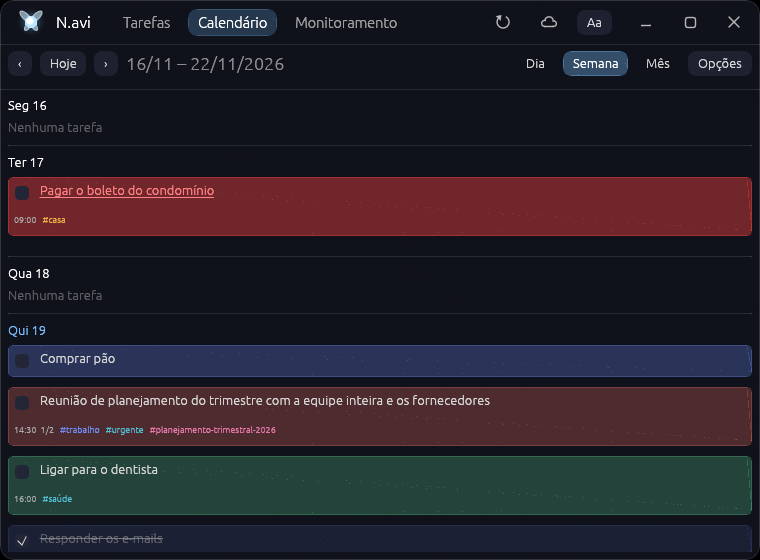 N.avi Tarefas Calendário Monitoramento Aa
‹ Hoje › 16/11 – 22/11/2026 Dia Semana Mês Opções
Seg 16
Nenhuma tarefa
Ter 17
Pagar o boleto do condomínio
09:00 #casa
Qua 18
Nenhuma tarefa
Qui 19
Comprar pão
Reunião de planejamento do trimestre com a equipe inteira e os fornecedores
14:30 1/2 #trabalho #urgente #planejamento-trimestral-2026
Ligar para o dentista
16:00 #saúde
Responder os e-mails